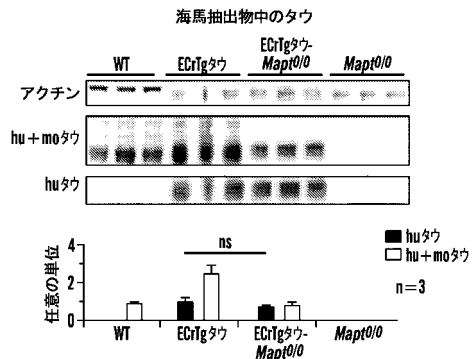 海馬抽出物中のタウ
WT
ECrTgタウ
ECrTgタウ-
Mapt0/0
Mapt0/0
アクチン
hu+moタウ
huタウ
任意の単位
4
2
0
ns
huタウ
hu+moタウ
n=3
WT
ECrTgタウ
ECrTgタウ-
Mapt0/0
Mapt0/0